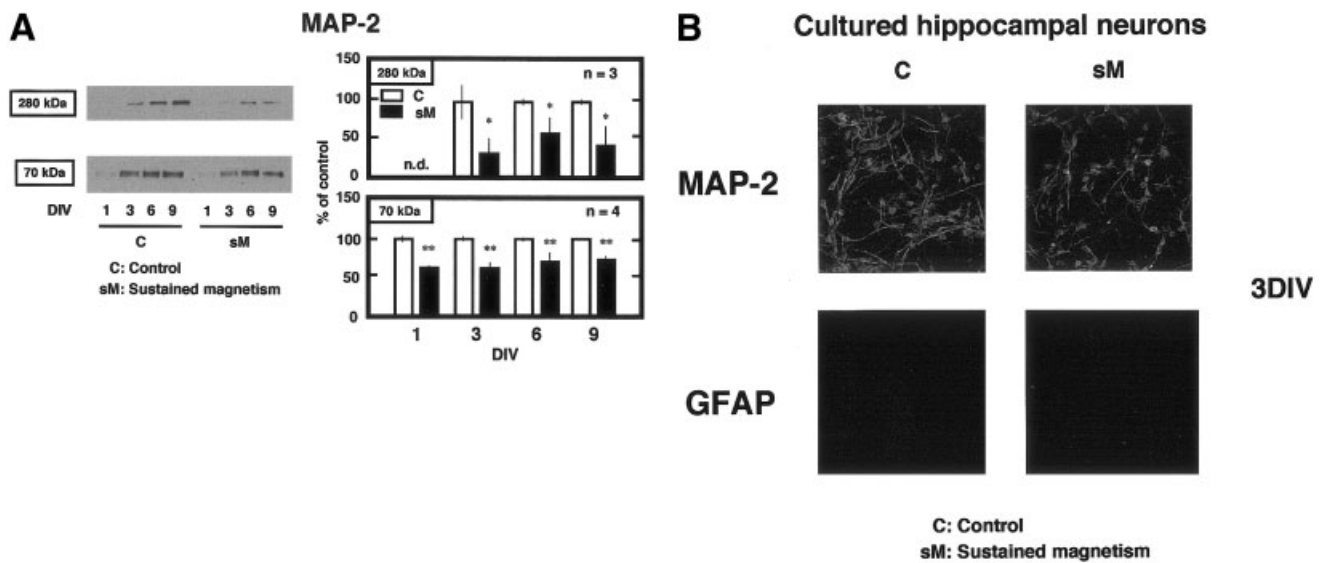 A
MAP-2
280 kDa
70 kDa
DIV 1 3 6 9 1 3 6 9
C sM
C: Control
sM: Sustained magnetism
% of control
150
100
50
0
280 kDa
n = 3
C
sM
n.d.
* * *
150
100
50
0
70 kDa
n = 4
** ** ** **
1 3 6 9
DIV
B
Cultured hippocampal neurons
C sM
MAP-2
3DIV
GFAP
C: Control
sM: Sustained magnetism